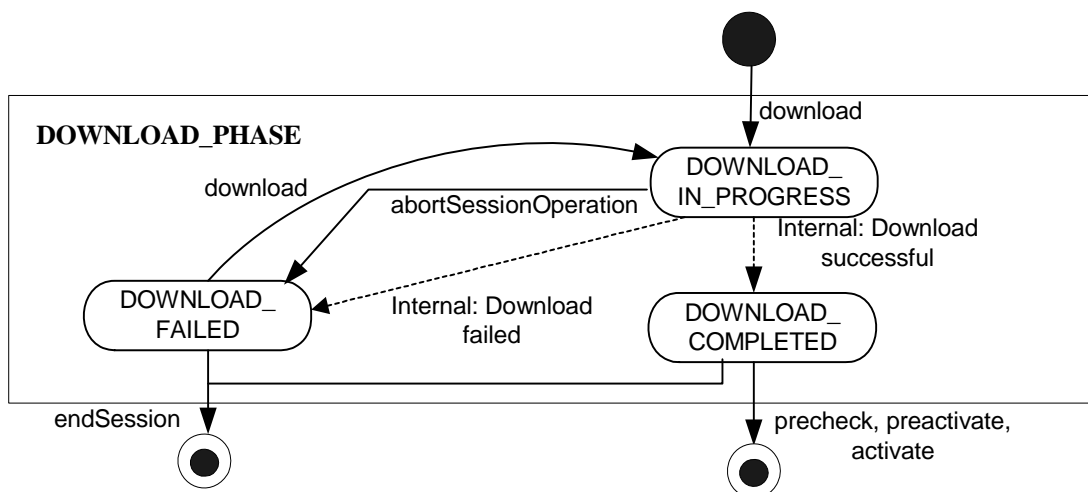 download
DOWNLOAD_PHASE
DOWNLOAD_
IN_PROGRESS
download
abortSessionOperation
Internal: Download
successful
DOWNLOAD_
FAILED
Internal: Download
failed
DOWNLOAD_
COMPLETED
endSession
precheck, preactivate,
activate